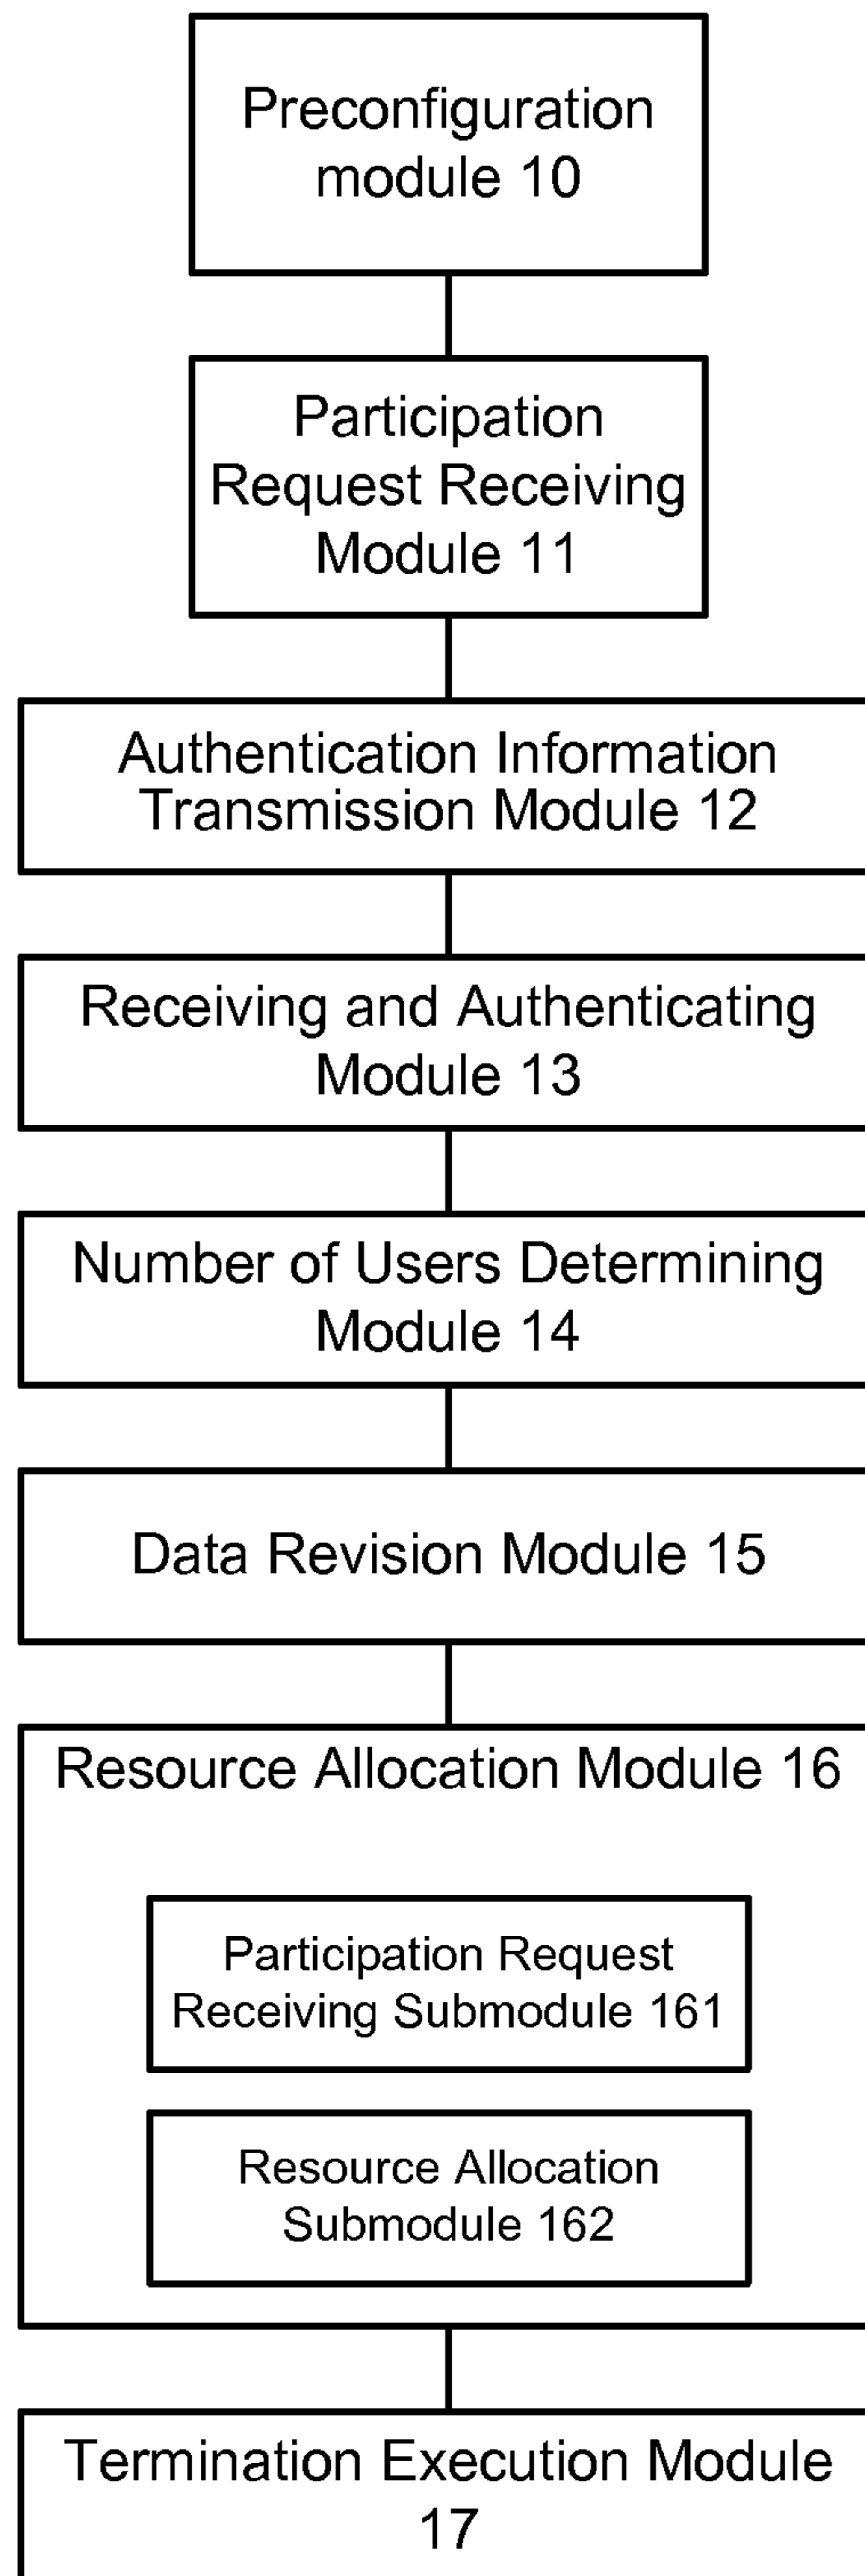 Preconfiguration
module 10
Participation
Request Receiving
Module 11
Authentication Information
Transmission Module 12
Receiving and Authenticating
Module 13
Number of Users Determining
Module 14
Data Revision Module 15
Resource Allocation Module 16
Participation Request
Receiving Submodule 161
Resource Allocation
Submodule 162
Termination Execution Module
17